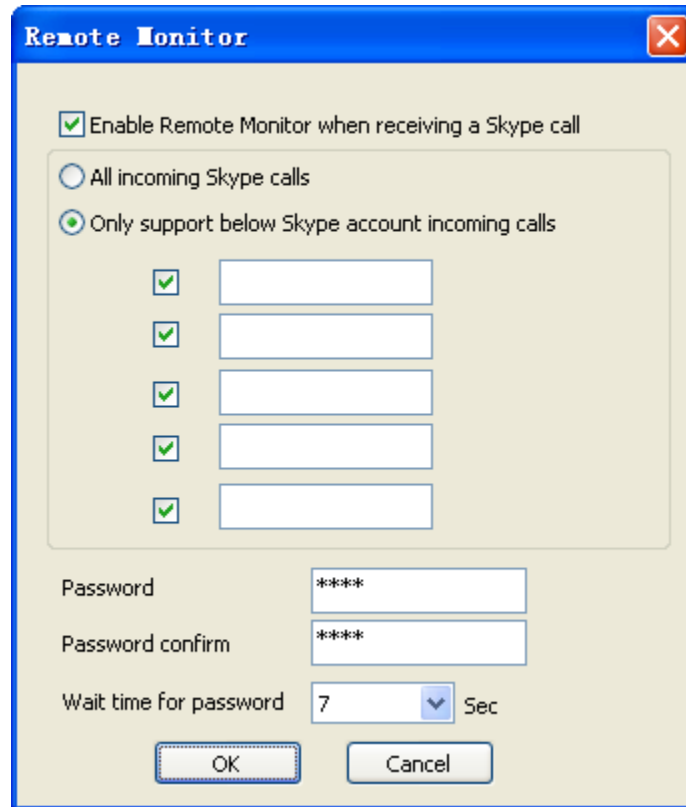 Remote Monitor
Enable Remote Monitor when receiving a Skype call
All incoming Skype calls
Only support below Skype account incoming calls
Password ****
Password confirm ****
Wait time for password 7 Sec
OK Cancel